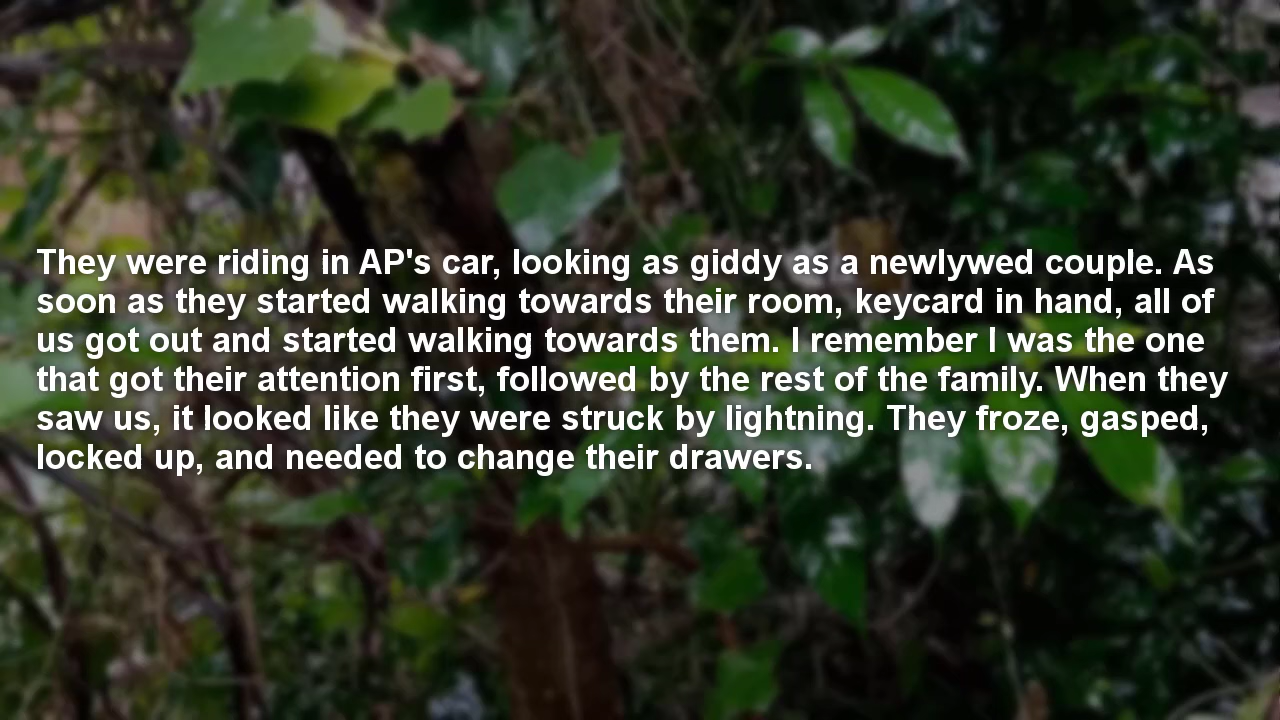 They were riding in AP's car, looking as giddy as a newlywed couple. As
soon as they started walking towards their room, keycard in hand, all of
us got out and started walking towards them. I remember I was the one
that got their attention first, followed by the rest of the family. When they
saw us, it looked like they were struck by lightning. They froze, gasped,
locked up, and needed to change their drawers.